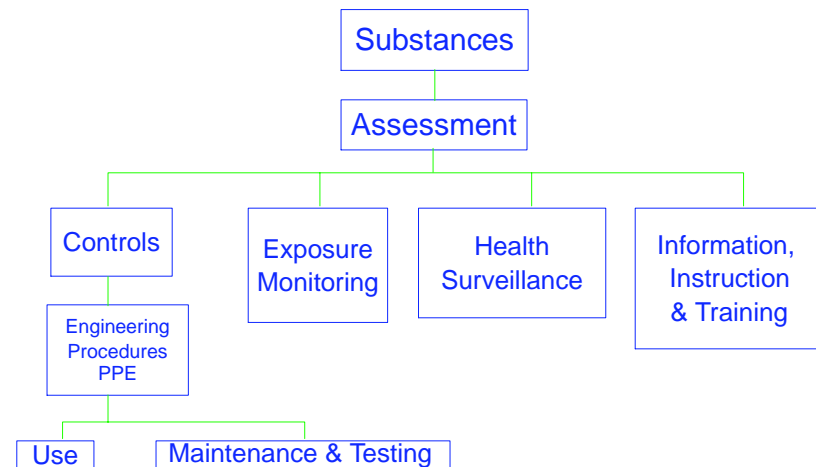 Substances
Assessment
Controls
Exposure
Monitoring
Health
Surveillance
Information,
Instruction
& Training
Engineering
Procedures
PPE
Use
Maintenance & Testing